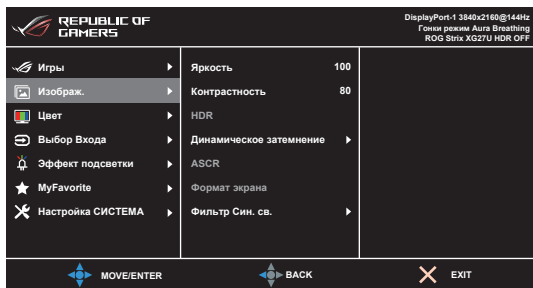 REPUBLIC OF
GAMERS
DisplayPort-1 3840x2160@144Hz
Гонки режим Aura Breathing
ROG Strix XG27U HDR OFF
Игры
Изображ.
Цвет
Выбор Входа
Эффект подсветки
MyFavorite
Настройка СИСТЕМА
Яркость 100
Контрастность 80
HDR
Динамическое затемнение
ASCR
Формат экрана
Фильтр Син. св.
MOVE/ENTER
BACK
EXIT